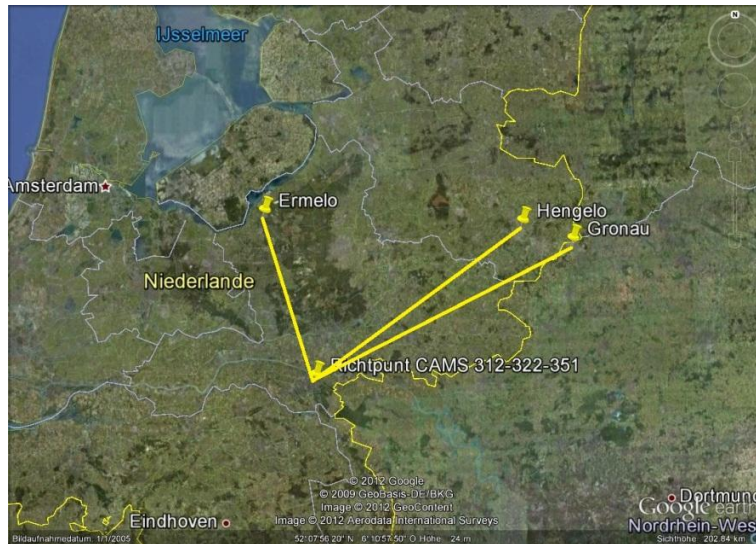 N
IJsselmeer
Amsterdam
Ermelo
Hengelo
Gronau
Niederlande
Richtpunt CAMS 312-322-351
© 2012 Google
© 2009 GeoBasis-DE/BKG
Image © 2012 GeoContent
Image © 2012 Aerodata International Surveys
Dortmund
Google earth
Eindhoven
Nordrhein-West
Bildaufnahmedatum: 1/1/2005
52°07'56.20" N 6°10'57.50" O Höhe 24 m
Sichthöhe 202.84 km